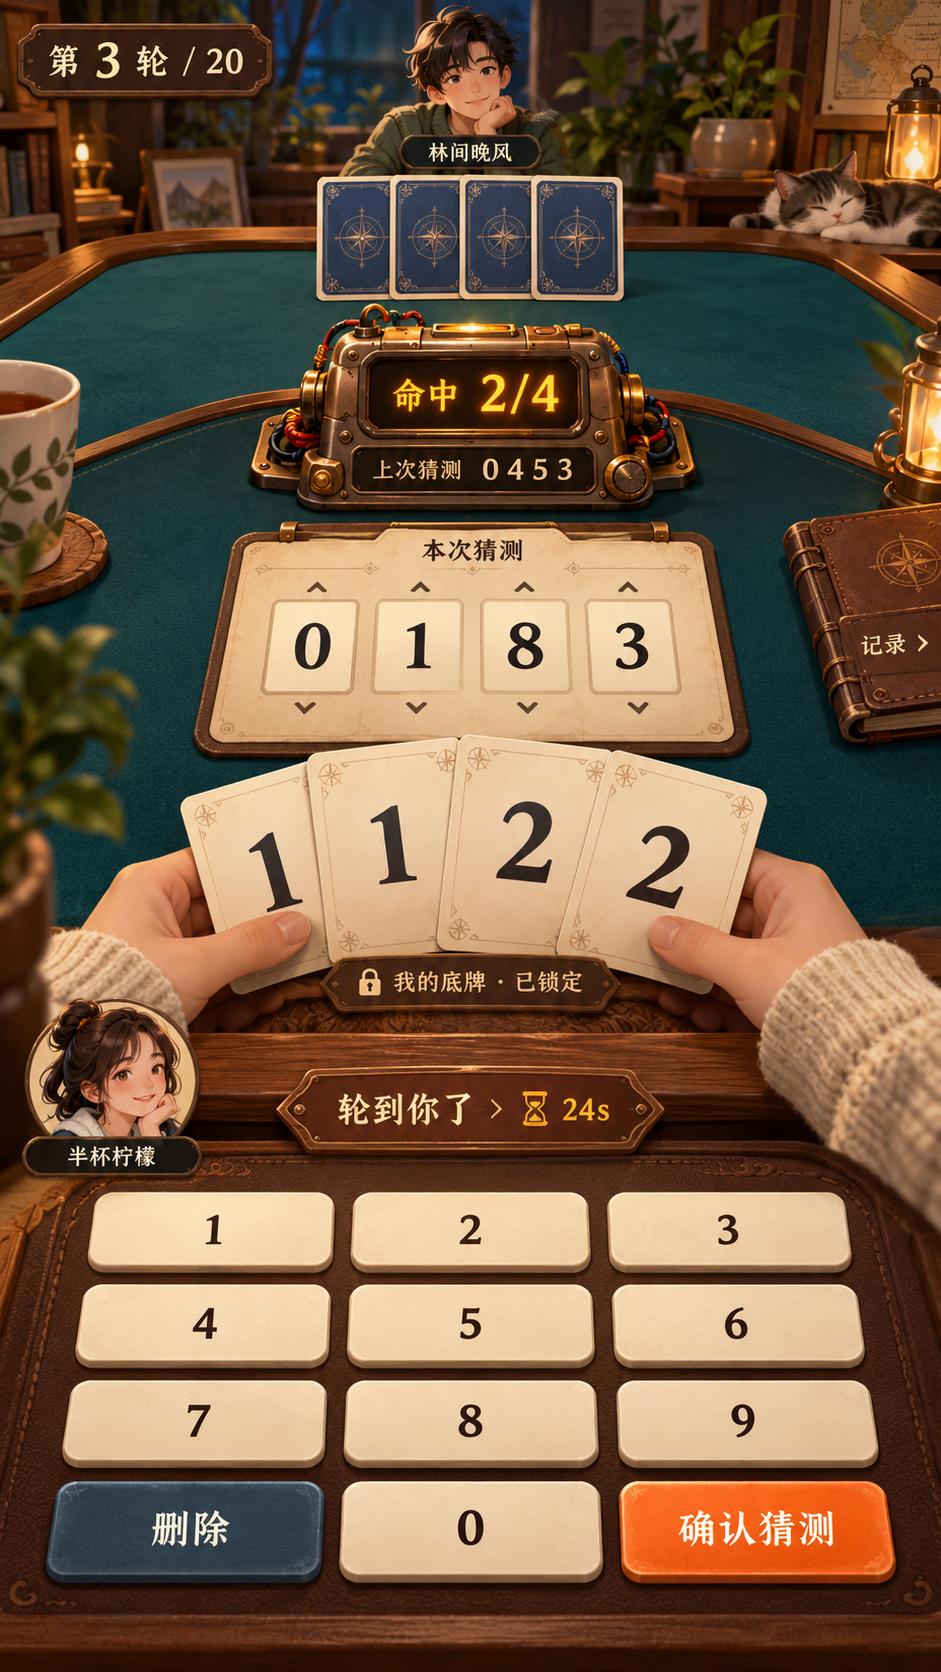 第 3 轮 / 20
林间晚风
命中 2/4
上次猜测 0453
本次猜测
0 1 8 3
记录 >
1 1 2 2
我的底牌 · 已锁定
轮到你了 > 24s
半杯柠檬
1 2 3
4 5 6
7 8 9
删除 0 确认猜测